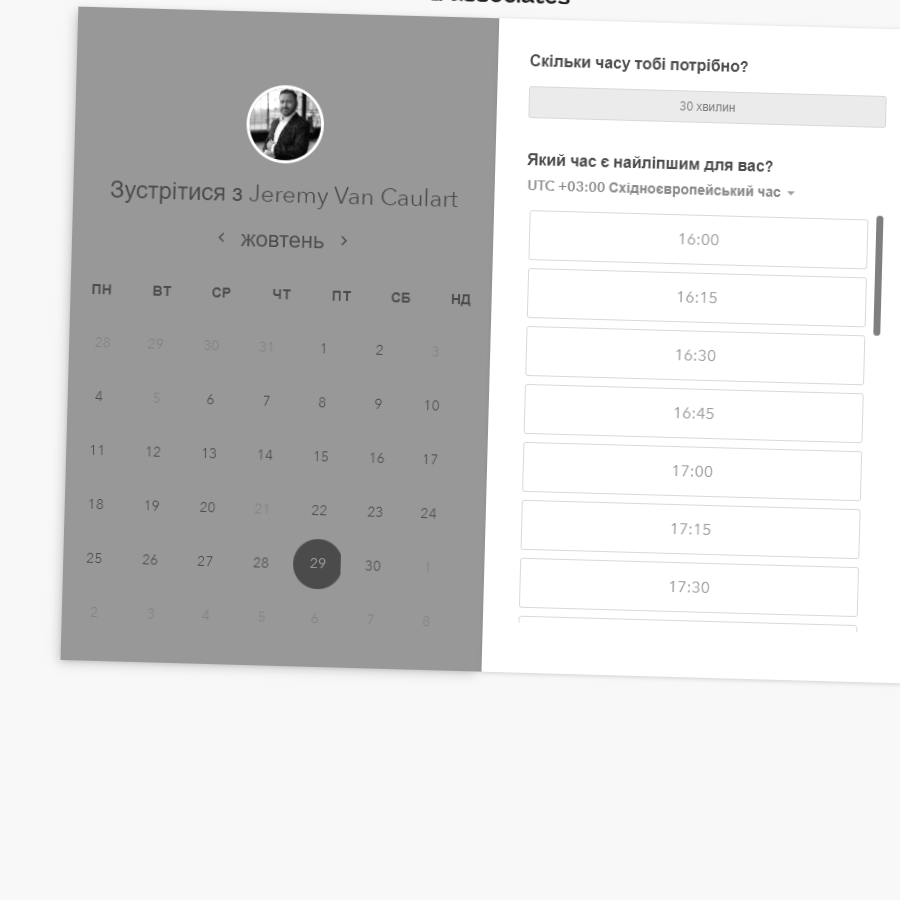 associates
Зустрітися з Jeremy Van Caulart
жовтень
ПН ВТ СР ЧТ ПТ СБ НД
28 29 30 31 1 2 3
4 5 6 7 8 9 10
11 12 13 14 15 16 17
18 19 20 21 22 23 24
25 26 27 28 29 30 1
2 3 4 5 6 7 8
Скільки часу тобі потрібно?
30 хвилин
Який час є найліпшим для вас?
UTC +03:00 Східноєвропейський час
16:00
16:15
16:30
16:45
17:00
17:15
17:30